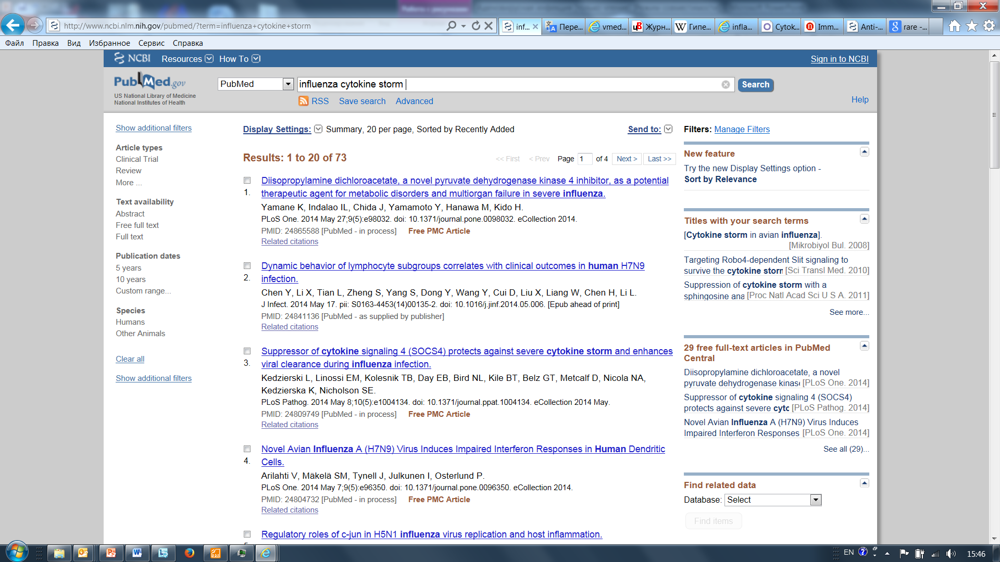 http://www.ncbi.nlm.nih.gov/pubmed/?term=influenza+cytokine+storm
inf... Пере... vmed... Журн... Гипе... infla... Cytok... Imm... Anti-... rare -...
Файл Правка Вид Избранное Сервис Справка
NCBI Resources How To Sign in to NCBI
PubMed.gov
US National Library of Medicine
National Institutes of Health
PubMed influenza cytokine storm Search
RSS Save search Advanced Help
Show additional filters
Article types
Clinical Trial
Review
More ...
Text availability
Abstract
Free full text
Full text
Publication dates
5 years
10 years
Custom range...
Species
Humans
Other Animals
Clear all
Show additional filters
Display Settings: Summary, 20 per page, Sorted by Recently Added Send to:
Results: 1 to 20 of 73 << First < Prev Page 1 of 4 Next > Last >>
Diisopropylamine dichloroacetate, a novel pyruvate dehydrogenase kinase 4 inhibitor, as a potential
1. therapeutic agent for metabolic disorders and multiorgan failure in severe influenza.
Yamane K, Indalao IL, Chida J, Yamamoto Y, Hanawa M, Kido H.
PLoS One. 2014 May 27;9(5):e98032. doi: 10.1371/journal.pone.0098032. eCollection 2014.
PMID: 24865588 [PubMed - in process] Free PMC Article
Related citations
Dynamic behavior of lymphocyte subgroups correlates with clinical outcomes in human H7N9
2. infection.
Chen Y, Li X, Tian L, Zheng S, Yang S, Dong Y, Wang Y, Cui D, Liu X, Liang W, Chen H, Li L.
J Infect. 2014 May 17. pii: S0163-4453(14)00135-2. doi: 10.1016/j.jinf.2014.05.006. [Epub ahead of print]
PMID: 24841136 [PubMed - as supplied by publisher]
Related citations
Suppressor of cytokine signaling 4 (SOCS4) protects against severe cytokine storm and enhances
3. viral clearance during influenza infection.
Kedzierski L, Linossi EM, Kolesnik TB, Day EB, Bird NL, Kile BT, Belz GT, Metcalf D, Nicola NA,
Kedzierska K, Nicholson SE.
PLoS Pathog. 2014 May 8;10(5):e1004134. doi: 10.1371/journal.ppat.1004134. eCollection 2014 May.
PMID: 24809749 [PubMed - in process] Free PMC Article
Related citations
Novel Avian Influenza A (H7N9) Virus Induces Impaired Interferon Responses in Human Dendritic
4. Cells.
Arilahti V, Mäkelä SM, Tynell J, Julkunen I, Osterlund P.
PLoS One. 2014 May 7;9(5):e96350. doi: 10.1371/journal.pone.0096350. eCollection 2014.
PMID: 24804732 [PubMed - in process] Free PMC Article
Related citations
Regulatory roles of c-jun in H5N1 influenza virus replication and host inflammation.
Filters: Manage Filters
New feature
Try the new Display Settings option -
Sort by Relevance
Titles with your search terms
[Cytokine storm in avian influenza].
[Mikrobiyol Bul. 2008]
Targeting Robo4-dependent Slit signaling to
survive the cytokine storm [Sci Transl Med. 2010]
Suppression of cytokine storm with a
sphingosine ana [Proc Natl Acad Sci U S A. 2011]
See more...
29 free full-text articles in PubMed
Central
Diisopropylamine dichloroacetate, a novel
pyruvate dehydrogenase kinase [PLoS One. 2014]
Suppressor of cytokine signaling 4 (SOCS4)
protects against severe cyto [PLoS Pathog. 2014]
Novel Avian Influenza A (H7N9) Virus Induces
Impaired Interferon Responses [PLoS One. 2014]
See all (29)...
Find related data
Database: Select
Find items
EN 15:46